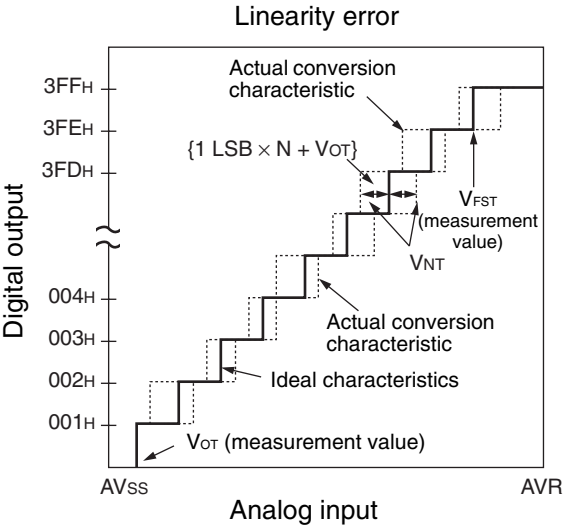 Linearity error
Actual conversion
characteristic
3FFH
3FEH
{1 LSB × N + VOT}
3FDH
VFST
(measurement
value)
VNT
Digital output
004H
Actual conversion
characteristic
003H
Ideal characteristics
002H
001H
VOT (measurement value)
AVSS
AVR
Analog input